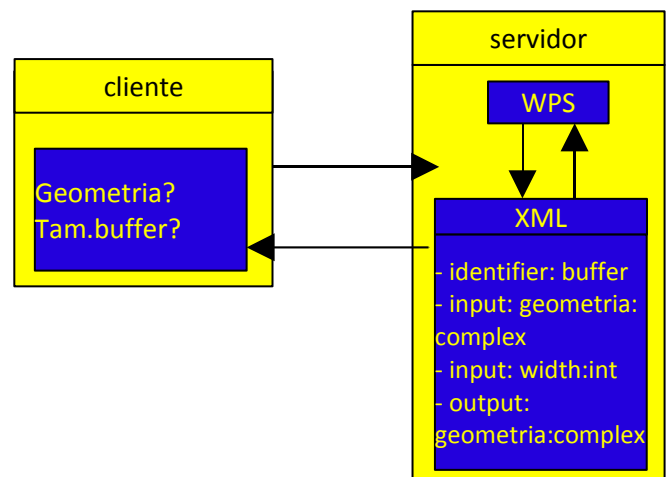 cliente
Geometria?
Tam.buffer?
servidor
WPS
XML
- identifier: buffer
- input: geometria:
complex
- input: width:int
- output:
geometria:complex